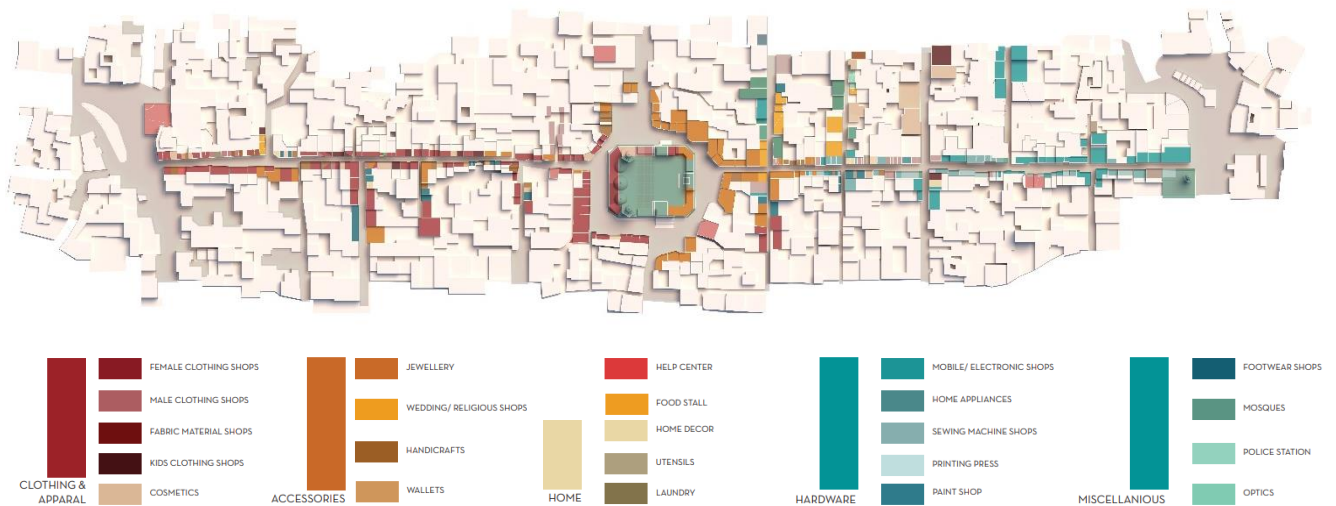 FEMALE CLOTHING SHOPS
MALE CLOTHING SHOPS
FABRIC MATERIAL SHOPS
KIDS CLOTHING SHOPS
COSMETICS
CLOTHING &
APPARAL
JEWELLERY
WEDDING/ RELIGIOUS SHOPS
HANDICRAFTS
WALLETS
ACCESSORIES
HELP CENTER
FOOD STALL
HOME DECOR
UTENSILS
LAUNDRY
HOME
MOBILE/ ELECTRONIC SHOPS
HOME APPLIANCES
SEWING MACHINE SHOPS
PRINTING PRESS
PAINT SHOP
HARDWARE
FOOTWEAR SHOPS
MOSQUES
POLICE STATION
OPTICS
MISCELLANIOUS